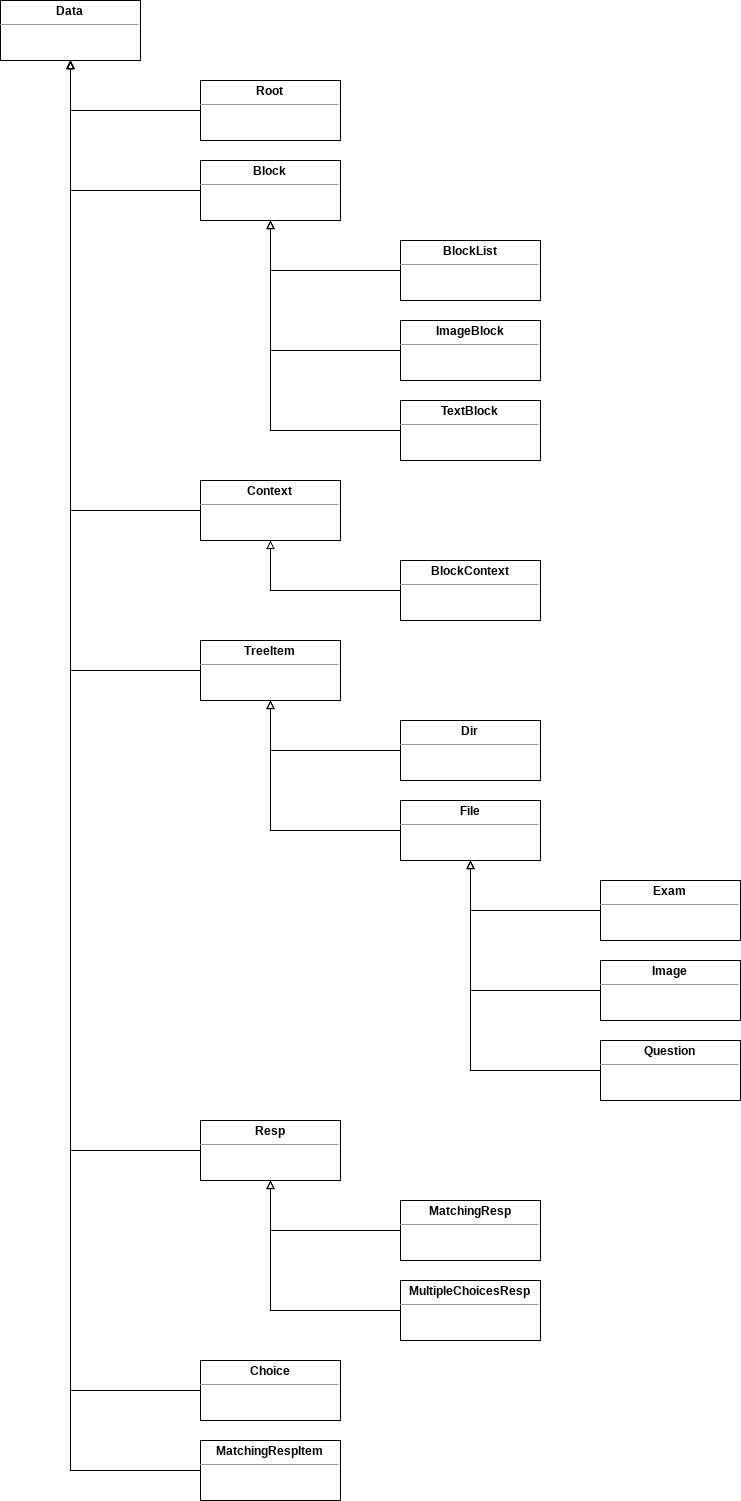 Data
Root
Block
BlockList
ImageBlock
TextBlock
Context
BlockContext
TreeItem
Dir
File
Exam
Image
Question
Resp
MatchingResp
MultipleChoicesResp
Choice
MatchingRespItem